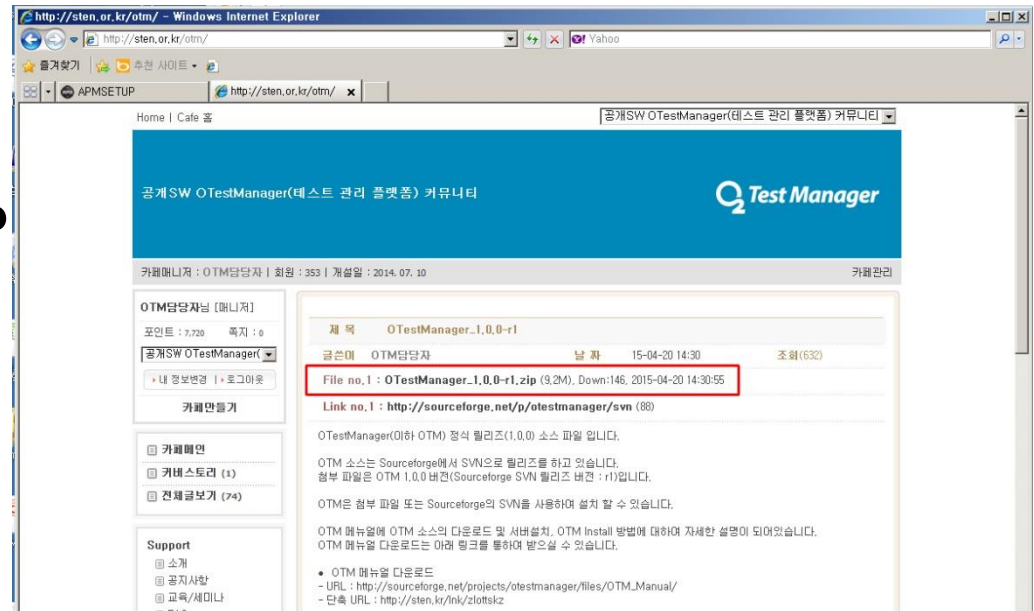 http://sten.or.kr/otm/ - Windows Internet Explorer
http://sten.or.kr/otm/
Yahoo
즐겨찾기
추천 사이트
APMSETUP
http://sten.or.kr/otm/
Home | Cafe 홈
공개SW OTestManager(테스트 관리 플랫폼) 커뮤니티
공개SW OTestManager(테스트 관리 플랫폼) 커뮤니티
O2 Test Manager
카페매니저 : OTM담당자 | 회원 : 353 | 개설일 : 2014. 07. 10
카페관리
OTM담당자님 [매니저]
포인트 : 7,720 쪽지 : 0
공개SW OTestManager(
내 정보변경 | 로그아웃
카페만들기
카페메인
카페스토리 (1)
전체글보기 (74)
Support
소개
공지사항
교육/세미나
제 목 OTestManager_1.0.0-r1
글쓴이 OTM담당자 날 짜 15-04-20 14:30 조 회(632)
File no.1 : OTestManager_1.0.0-r1.zip (9.2M), Down:146, 2015-04-20 14:30:55
Link no.1 : http://sourceforge.net/p/otestmanager/svn (88)
OTestManager(이하 OTM) 정식 릴리즈(1.0.0) 소스 파일 입니다.
OTM 소스는 Sourceforge에서 SVN으로 릴리즈를 하고 있습니다.
첨부 파일은 OTM 1.0.0 버전(Sourceforge SVN 릴리즈 버전 : r1)입니다.
OTM은 첨부 파일 또는 Sourceforge의 SVN을 사용하여 설치 할 수 있습니다.
OTM 메뉴얼에 OTM 소스의 다운로드 및 서버설치, OTM Install 방법에 대하여 자세한 설명이 되어있습니다.
OTM 메뉴얼 다운로드는 아래 링크를 통하여 받으실 수 있습니다.
• OTM 메뉴얼 다운로드
- URL : http://sourceforge.net/projects/otestmanager/files/OTM_Manual/
- 단축 URL : http://sten.kr/lnk/zlottskz